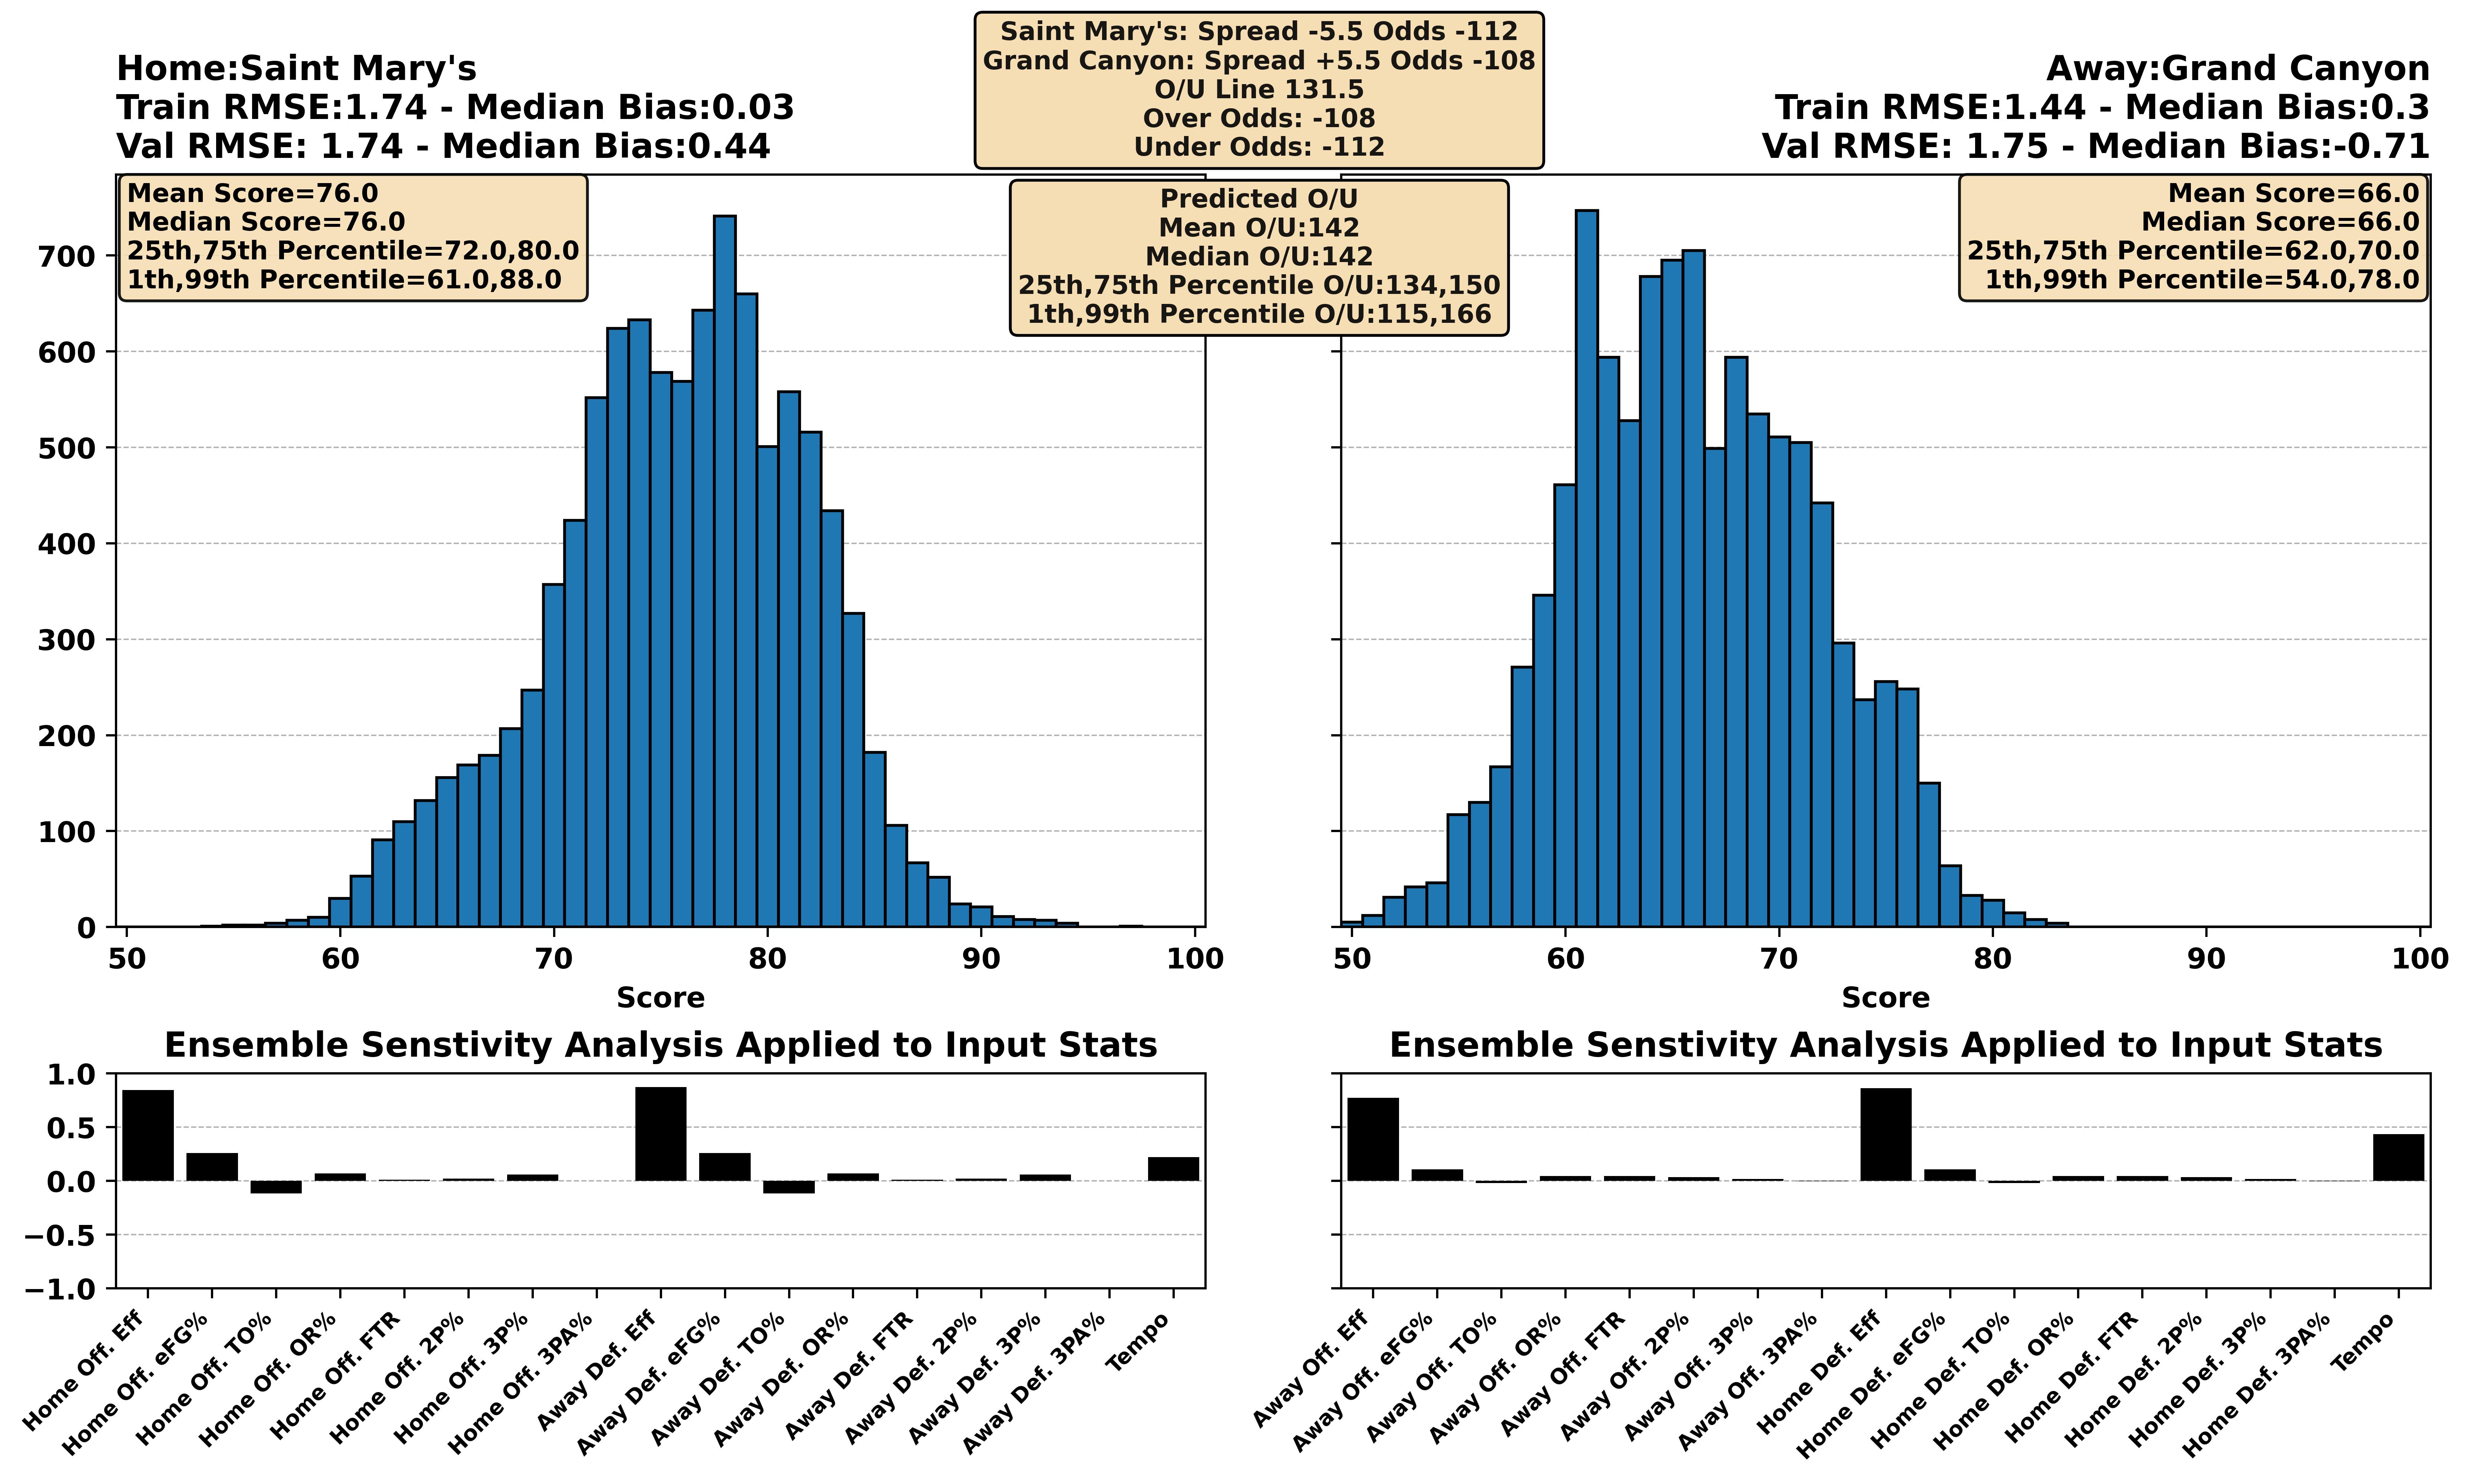 Saint Mary's: Spread -5.5 Odds -112
Grand Canyon: Spread +5.5 Odds -108
O/U Line 131.5
Over Odds: -108
Under Odds: -112
Home:Saint Mary's
Train RMSE:1.74 - Median Bias:0.03
Val RMSE: 1.74 - Median Bias:0.44
Away:Grand Canyon
Train RMSE:1.44 - Median Bias:0.3
Val RMSE: 1.75 - Median Bias:-0.71
Mean Score=76.0
Median Score=76.0
25th,75th Percentile=72.0,80.0
1th,99th Percentile=61.0,88.0
Predicted O/U
Mean O/U:142
Median O/U:142
25th,75th Percentile O/U:134,150
1th,99th Percentile O/U:115,166
Mean Score=66.0
Median Score=66.0
25th,75th Percentile=62.0,70.0
1th,99th Percentile=54.0,78.0
700
600
500
400
300
200
100
0
50 60 70 80 90 100
Score
50 60 70 80 90 100
Score
Ensemble Senstivity Analysis Applied to Input Stats
1.0
0.5
0.0
−0.5
−1.0
Home Off. Eff
Home Off. eFG%
Home Off. TO%
Home Off. OR%
Home Off. FTR
Home Off. 2P%
Home Off. 3P%
Home Off. 3PA%
Away Def. Eff
Away Def. eFG%
Away Def. TO%
Away Def. OR%
Away Def. FTR
Away Def. 2P%
Away Def. 3P%
Away Def. 3PA%
Tempo
Ensemble Senstivity Analysis Applied to Input Stats
Away Off. Eff
Away Off. eFG%
Away Off. TO%
Away Off. OR%
Away Off. FTR
Away Off. 2P%
Away Off. 3P%
Away Off. 3PA%
Home Def. Eff
Home Def. eFG%
Home Def. TO%
Home Def. OR%
Home Def. FTR
Home Def. 2P%
Home Def. 3P%
Home Def. 3PA%
Tempo